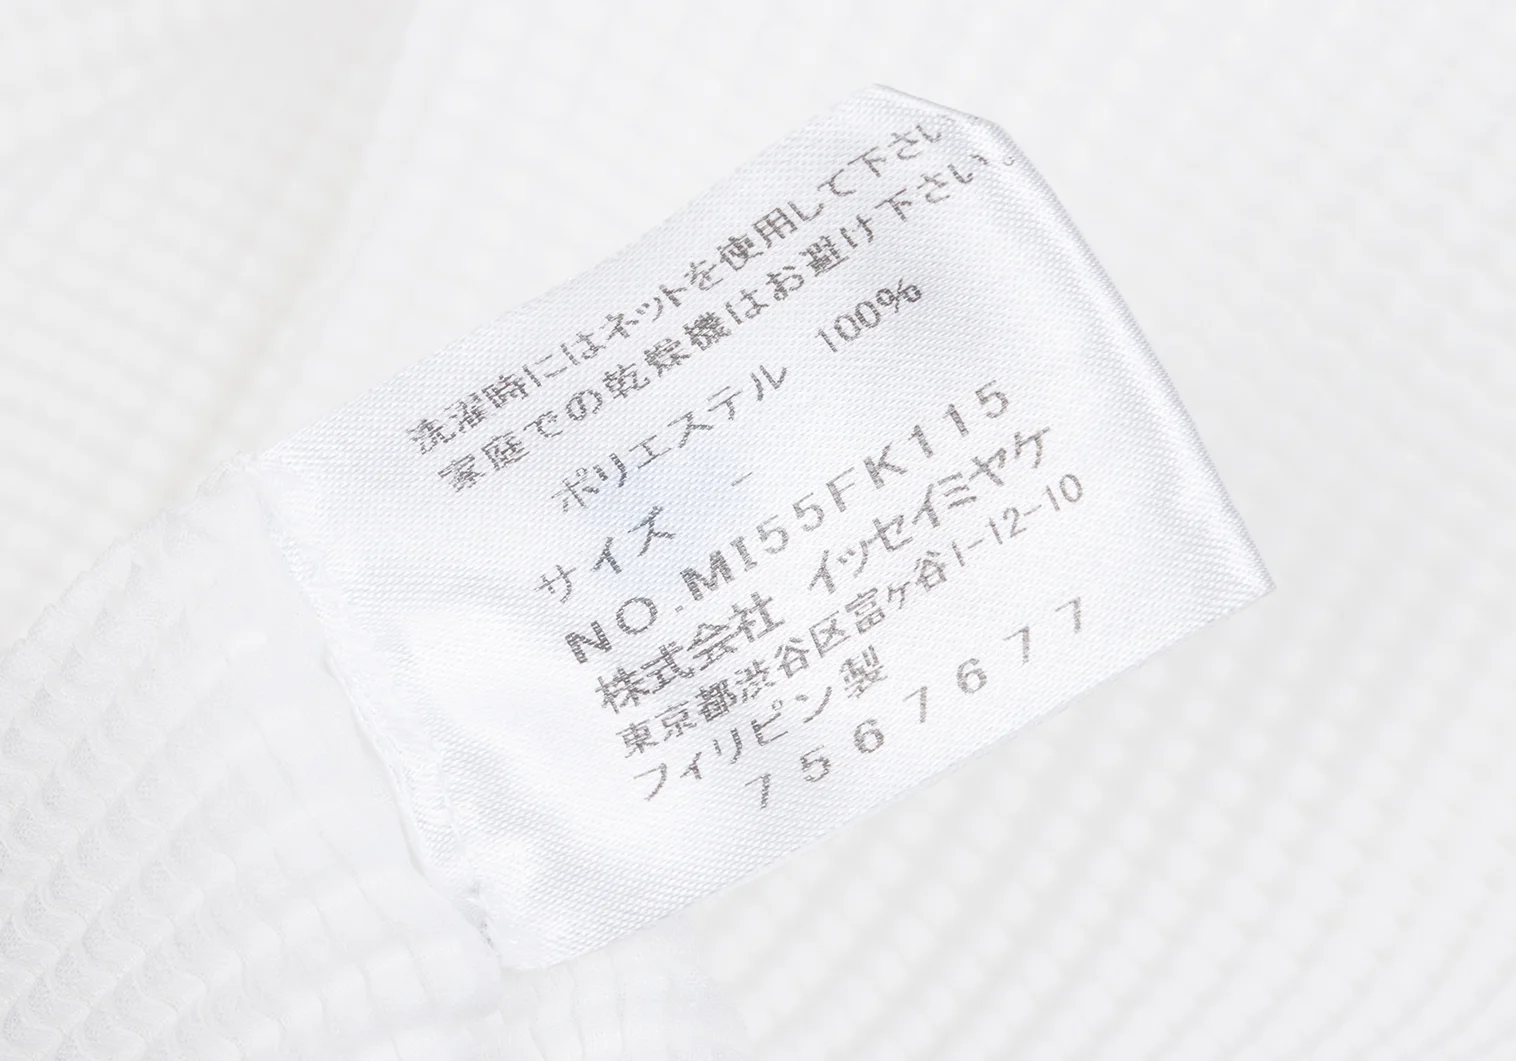 洗濯時にはネットを使用して下さい
家庭での乾燥機はお避け下さい。
ポリエステル 100%
サイズ -
NO.MI55FK115
株式会社 イッセイミヤケ
東京都渋谷区富ヶ谷1-12-10
フィリピン製
7567677